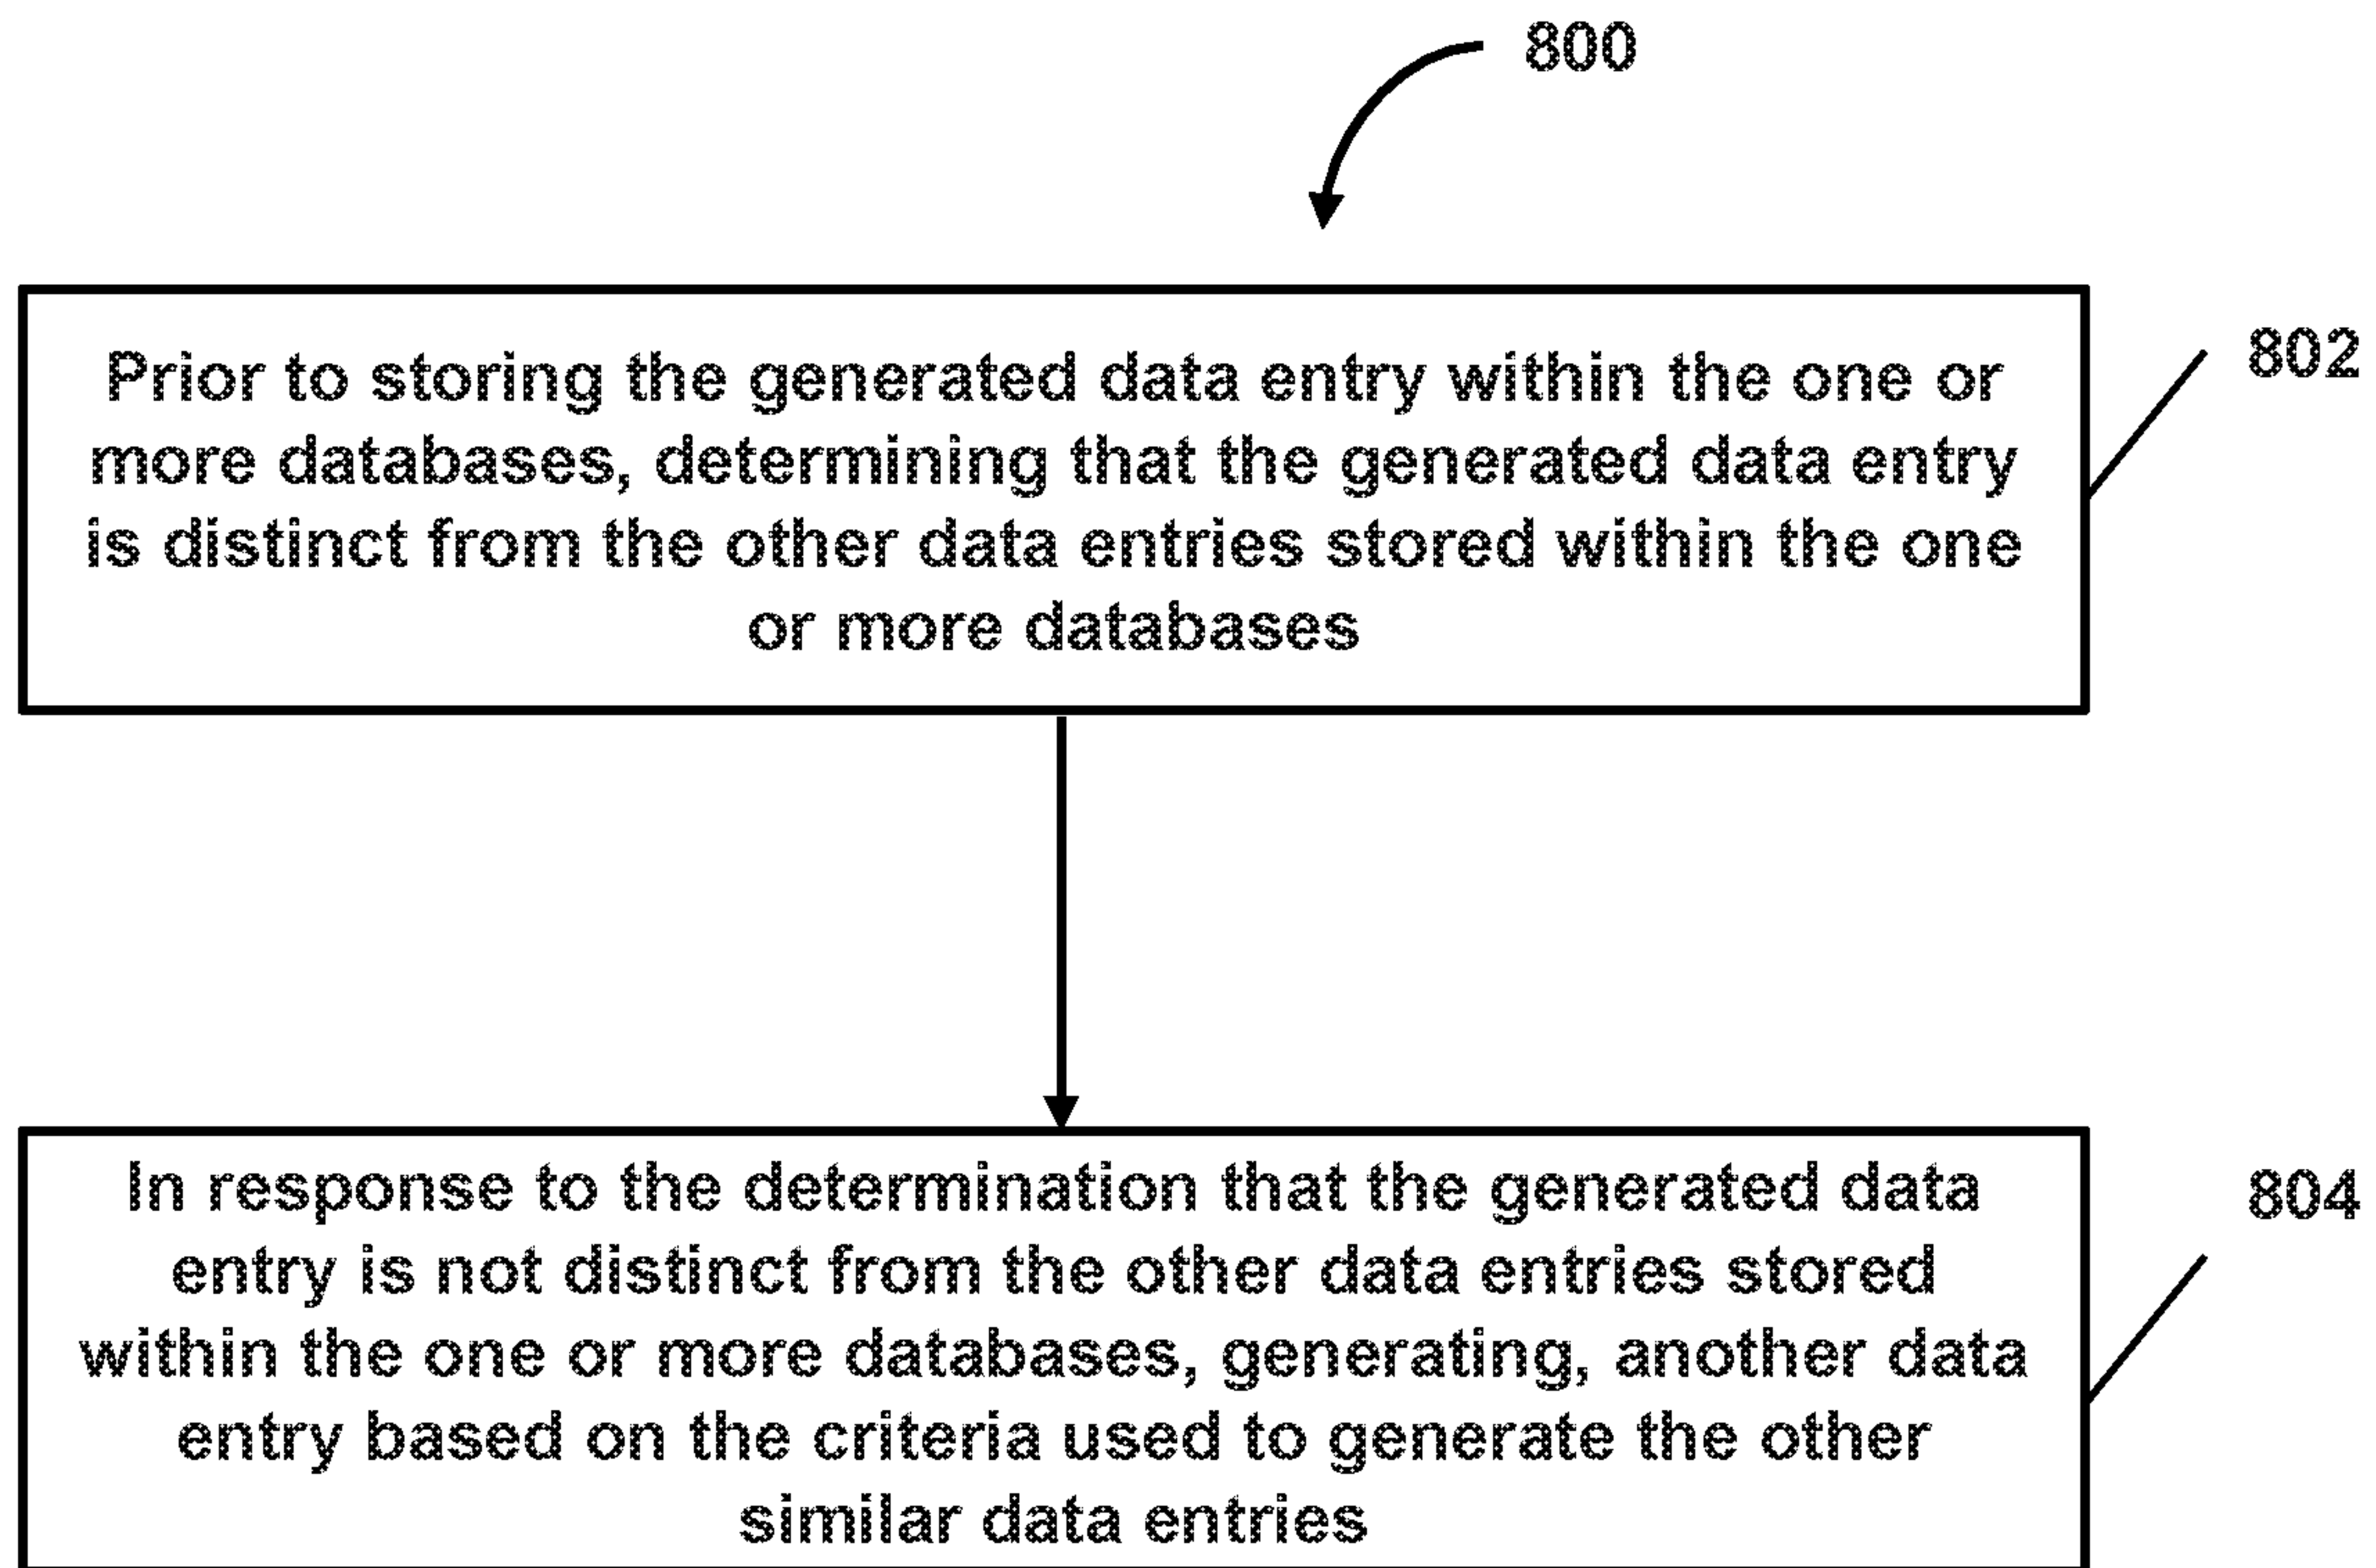 800
Prior to storing the generated data entry within the one or
more databases, determining that the generated data entry
is distinct from the other data entries stored within the one
or more databases
802
In response to the determination that the generated data
entry is not distinct from the other data entries stored
within the one or more databases, generating, another data
entry based on the criteria used to generate the other
similar data entries
804